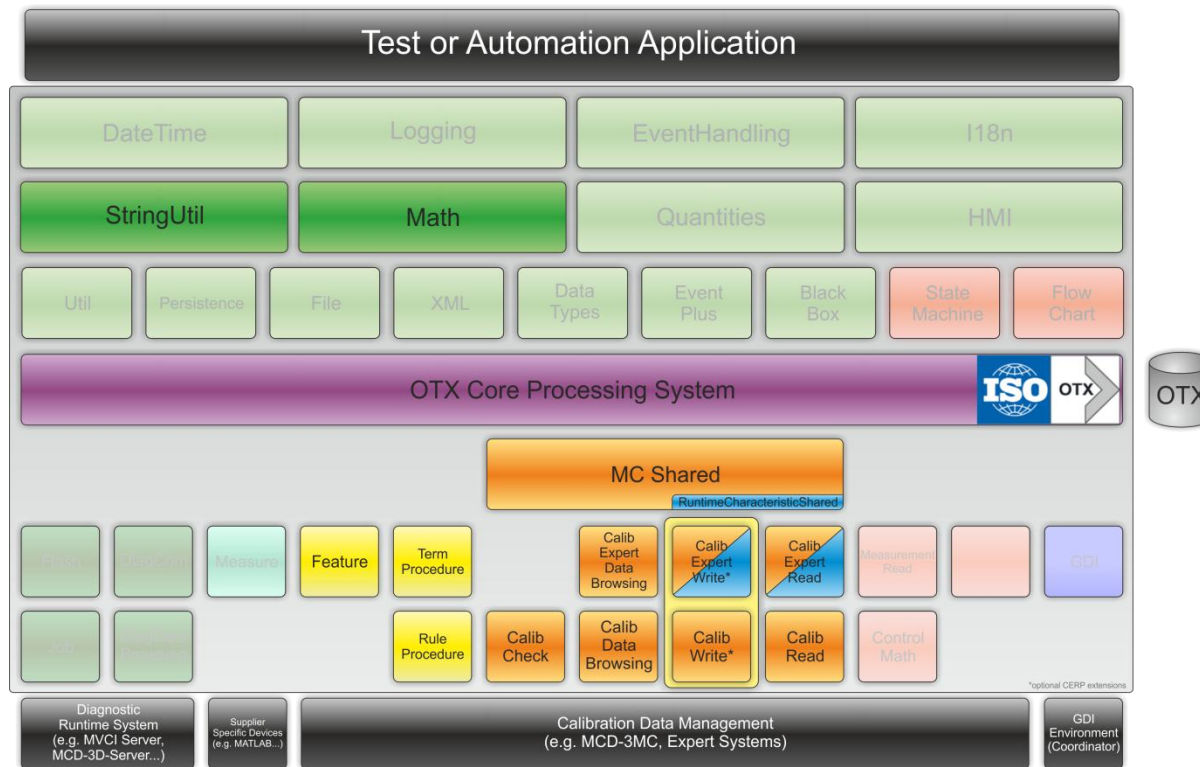 Test or Automation Application
DateTime
Logging
EventHandling
I18n
StringUtil
Math
Quantities
HMI
Util
Persistence
File
XML
Data
Types
Event
Plus
Black
Box
State
Machine
Flow
Chart
OTX Core Processing System
ISO
OTX
OTX
MC Shared
RuntimeCharacteristicShared
Measure
Feature
Term
Procedure
Calib
Expert
Data
Browsing
Calib
Expert
Write*
Calib
Expert
Read
Measurement
Read
GDI
Rule
Procedure
Calib
Check
Calib
Data
Browsing
Calib
Write*
Calib
Read
Control
Math
*optional CERP extensions
Diagnostic
Runtime System
(e.g. MVCI Server,
MCD-3D-Server...)
Supplier
Specific Devices
(e.g. MATLAB...)
Calibration Data Management
(e.g. MCD-3MC, Expert Systems)
GDI
Environment
(Coordinator)